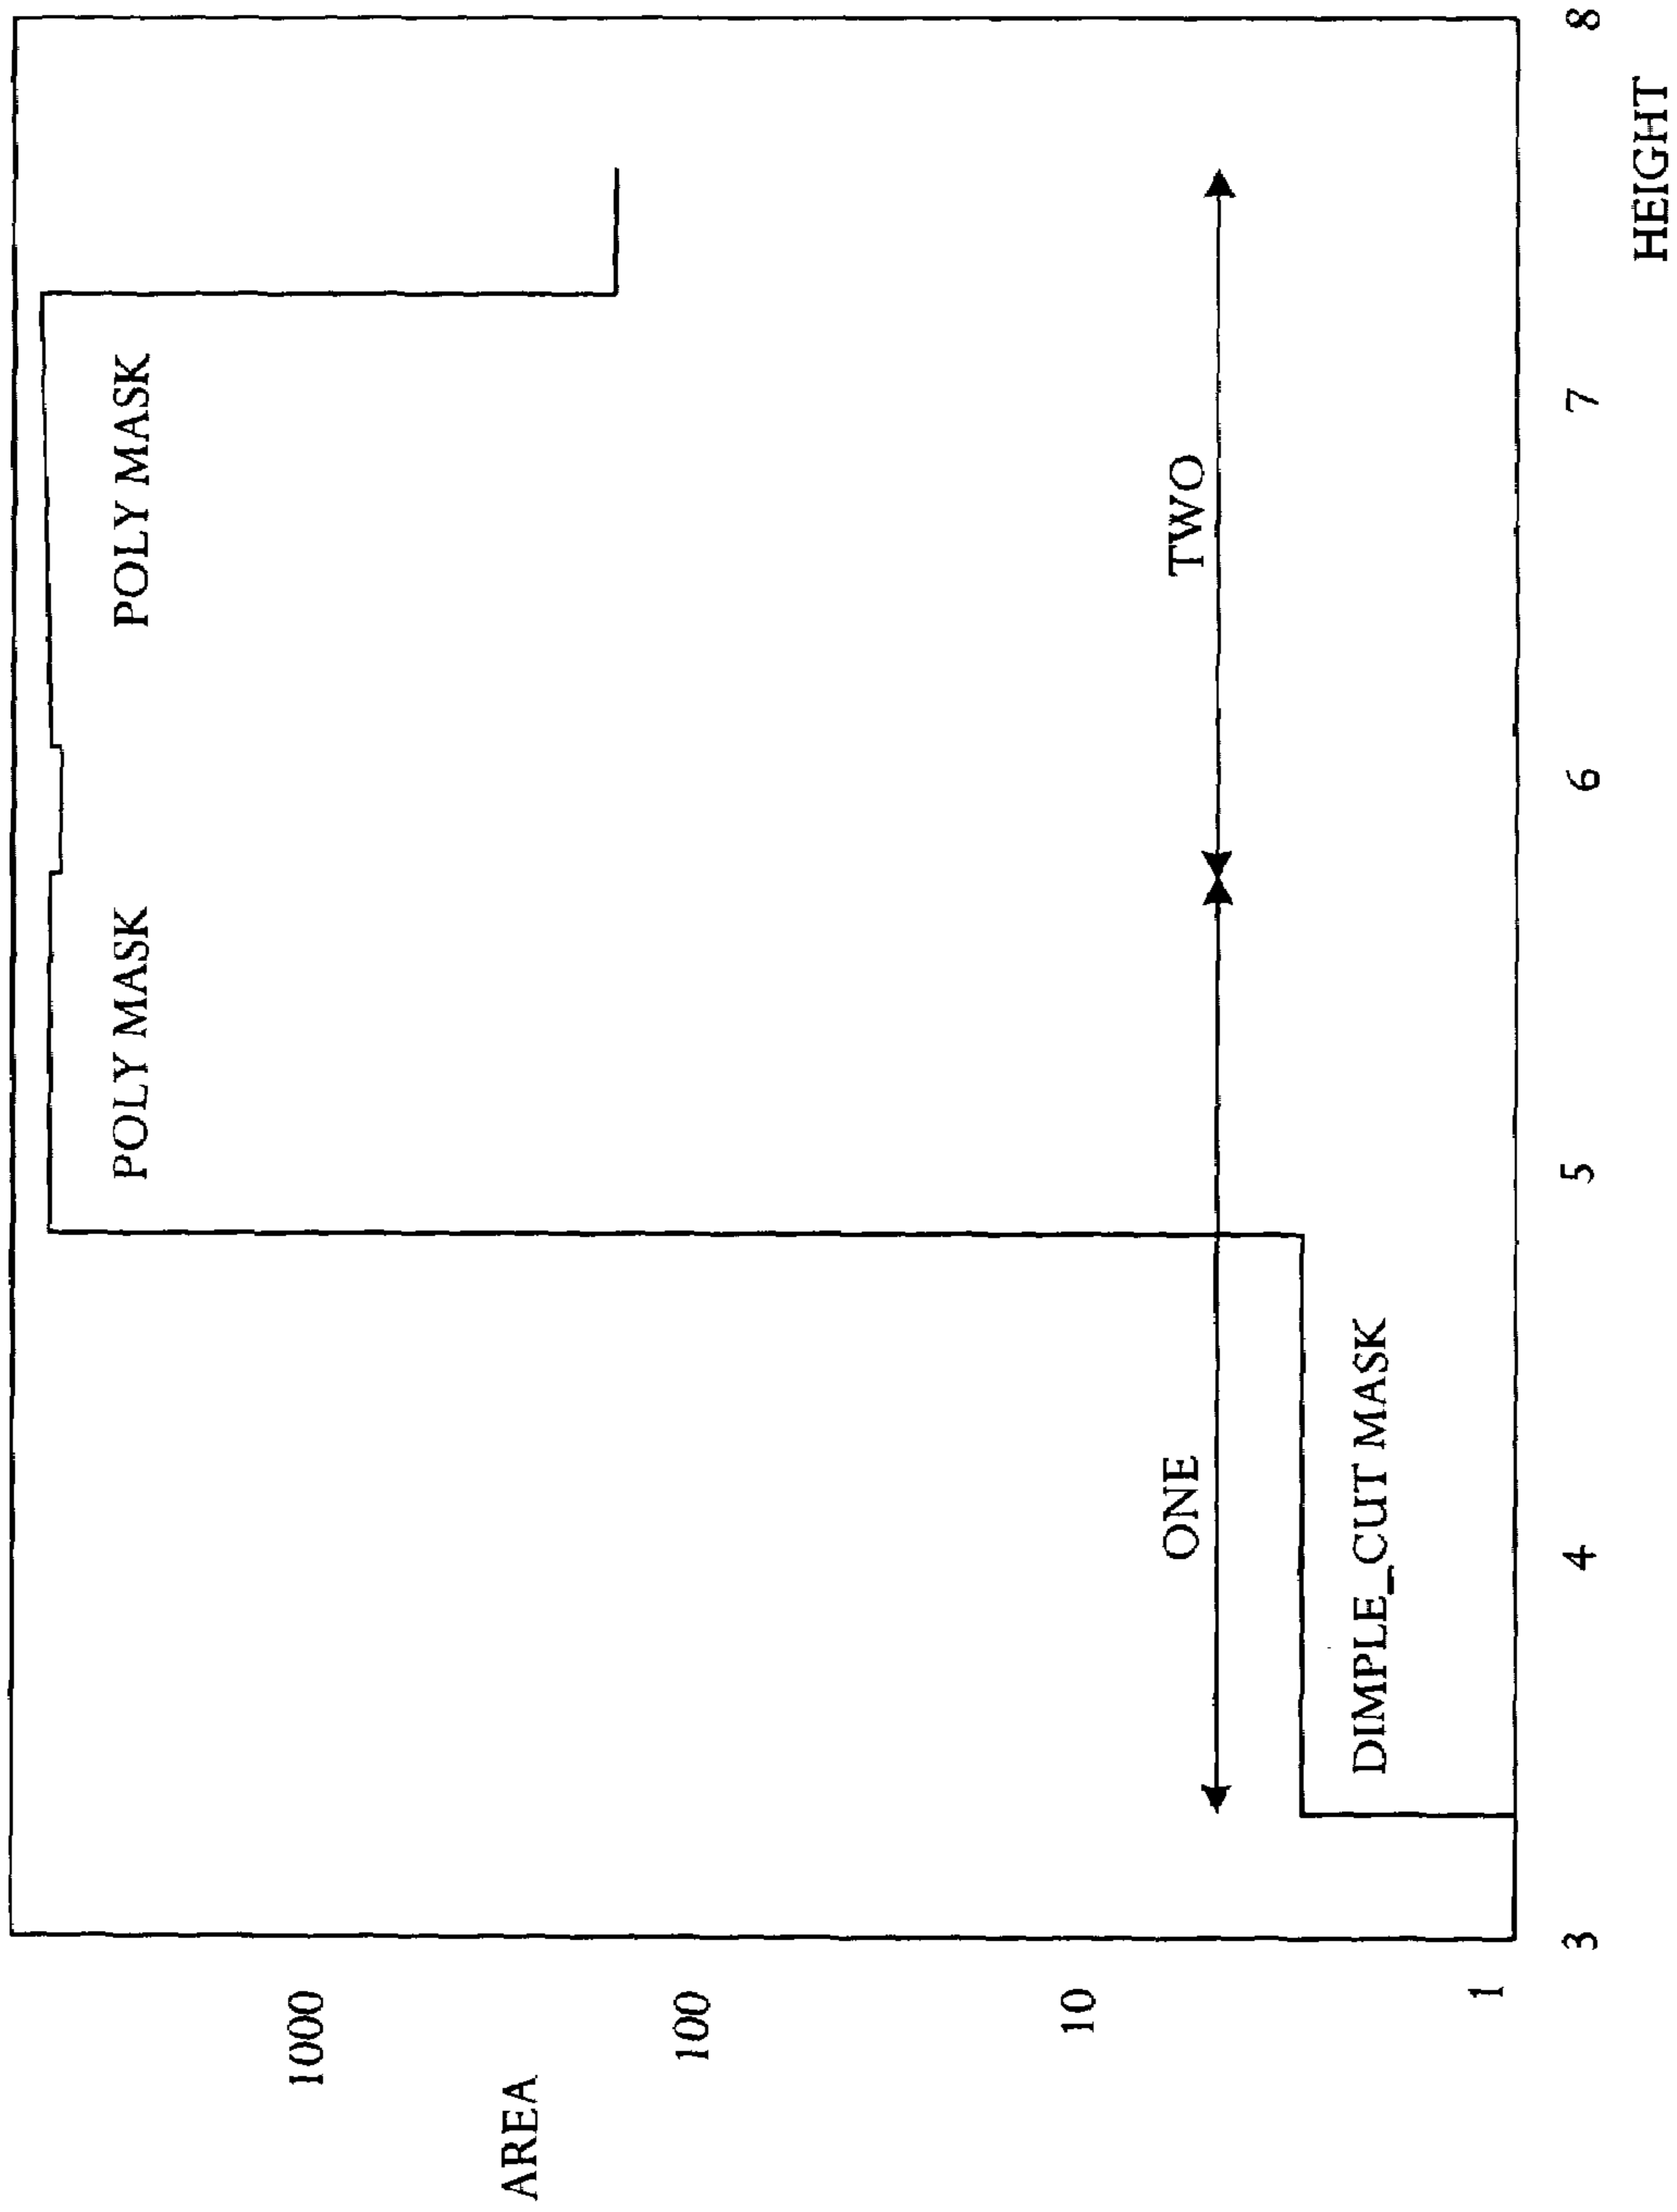 POLY MASK
POLY MASK
1000
AREA
100
10
ONE
TWO
DIMPLE_CUT MASK
1
3 4 5 6 7 8
HEIGHT